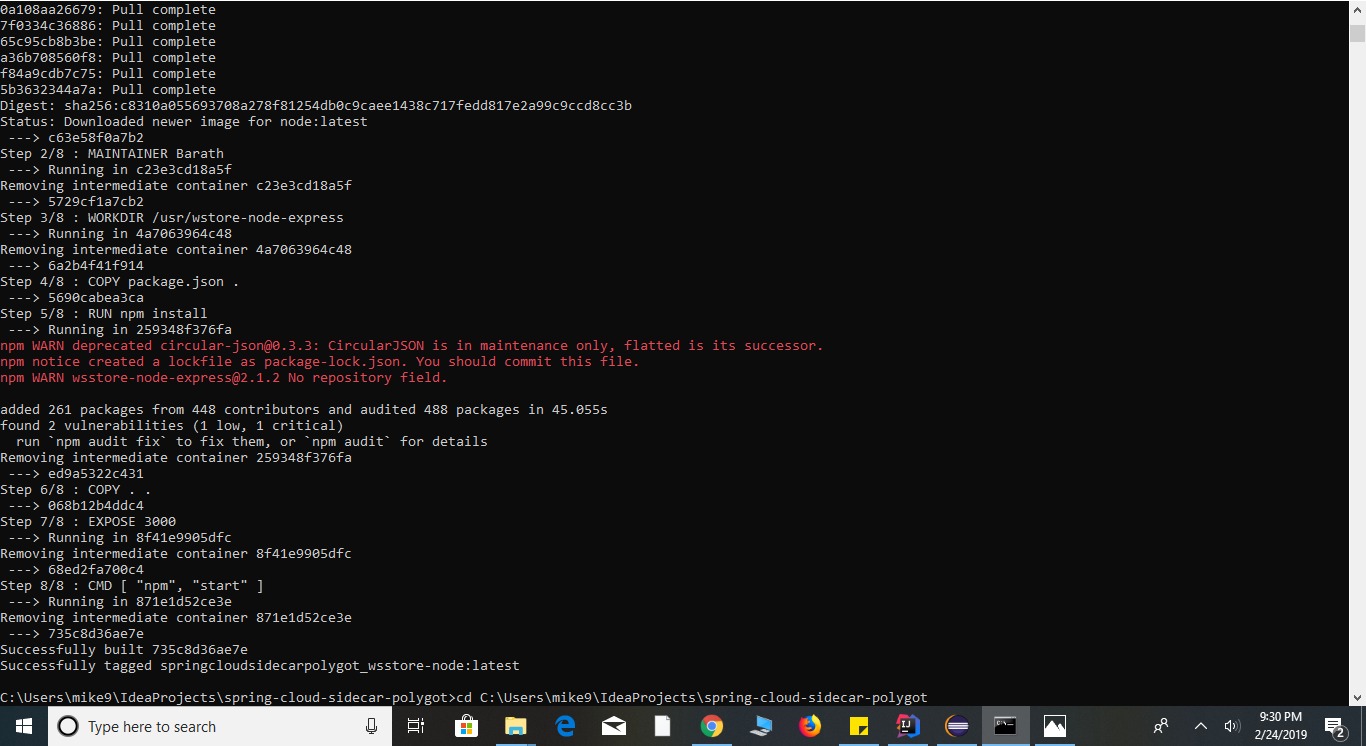 0a108aa26679: Pull complete
7f0334c36886: Pull complete
65c95cb8b3be: Pull complete
a36b708560f8: Pull complete
f84a9cdb7c75: Pull complete
5b3632344a7a: Pull complete
Digest: sha256:c8310a055693708a278f81254db0c9caee1438c717fedd817e2a99c9ccd8cc3b
Status: Downloaded newer image for node:latest
 ---> c63e58f0a7b2
Step 2/8 : MAINTAINER Barath
 ---> Running in c23e3cd18a5f
Removing intermediate container c23e3cd18a5f
 ---> 5729cf1a7cb2
Step 3/8 : WORKDIR /usr/wstore-node-express
 ---> Running in 4a7063964c48
Removing intermediate container 4a7063964c48
 ---> 6a2b4f41f914
Step 4/8 : COPY package.json .
 ---> 5690cabea3ca
Step 5/8 : RUN npm install
 ---> Running in 259348f376fa
npm WARN deprecated circular-json@0.3.3: CircularJSON is in maintenance only, flatted is its successor.
npm notice created a lockfile as package-lock.json. You should commit this file.
npm WARN wsstore-node-express@2.1.2 No repository field.
added 261 packages from 448 contributors and audited 488 packages in 45.055s
found 2 vulnerabilities (1 low, 1 critical)
  run `npm audit fix` to fix them, or `npm audit` for details
Removing intermediate container 259348f376fa
 ---> ed9a5322c431
Step 6/8 : COPY . .
 ---> 068b12b4ddc4
Step 7/8 : EXPOSE 3000
 ---> Running in 8f41e9905dfc
Removing intermediate container 8f41e9905dfc
 ---> 68ed2fa700c4
Step 8/8 : CMD [ "npm", "start" ]
 ---> Running in 871e1d52ce3e
Removing intermediate container 871e1d52ce3e
 ---> 735c8d36ae7e
Successfully built 735c8d36ae7e
Successfully tagged springcloudsidecarpolygot_wsstore-node:latest
C:\Users\mike9\IdeaProjects\spring-cloud-sidecar-polygot>cd C:\Users\mike9\IdeaProjects\spring-cloud-sidecar-polygot
Type here to search
9:30 PM
2/24/2019
2